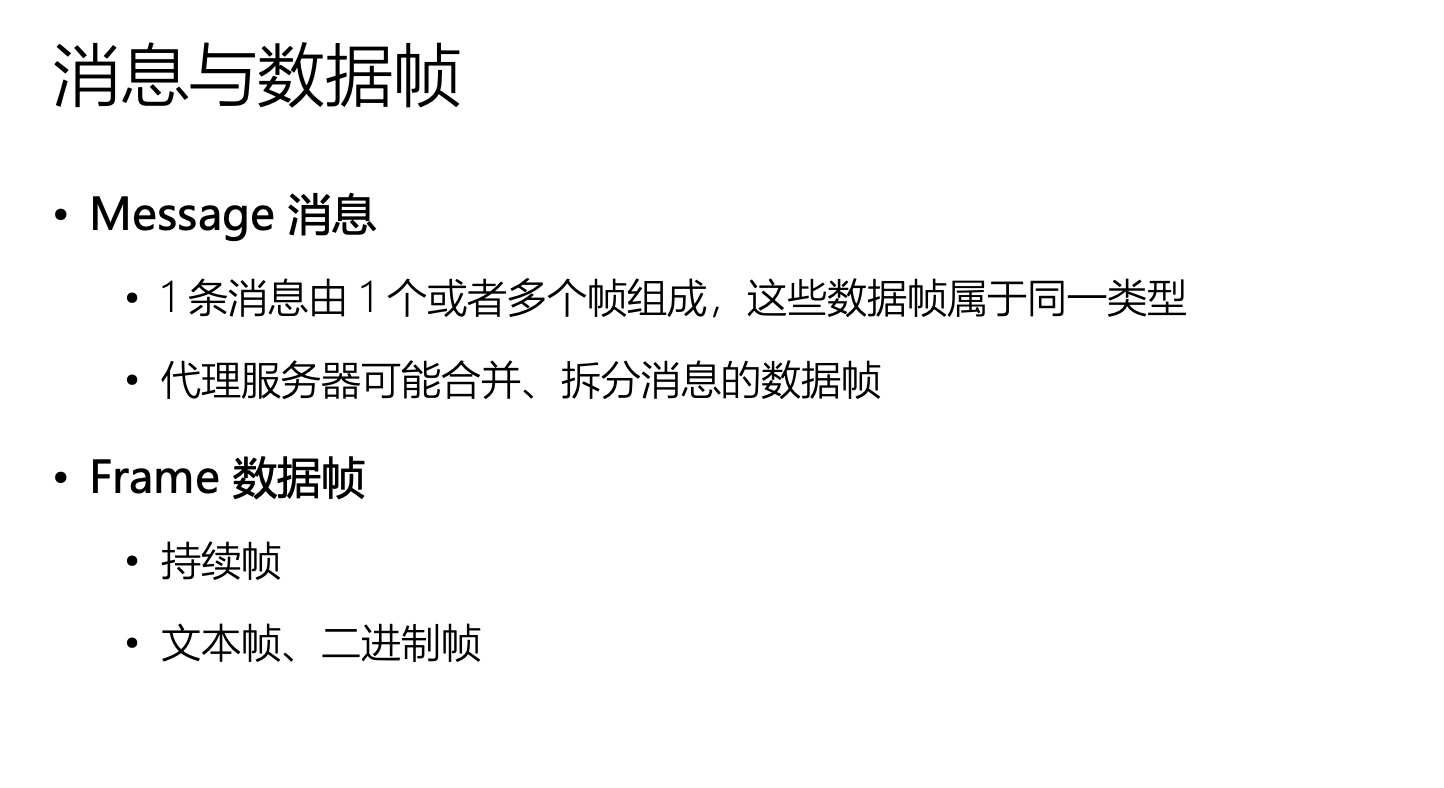 消息与数据帧
• Message 消息
• 1 条消息由 1 个或者多个帧组成，这些数据帧属于同一类型
• 代理服务器可能合并、拆分消息的数据帧
• Frame 数据帧
• 持续帧
• 文本帧、二进制帧